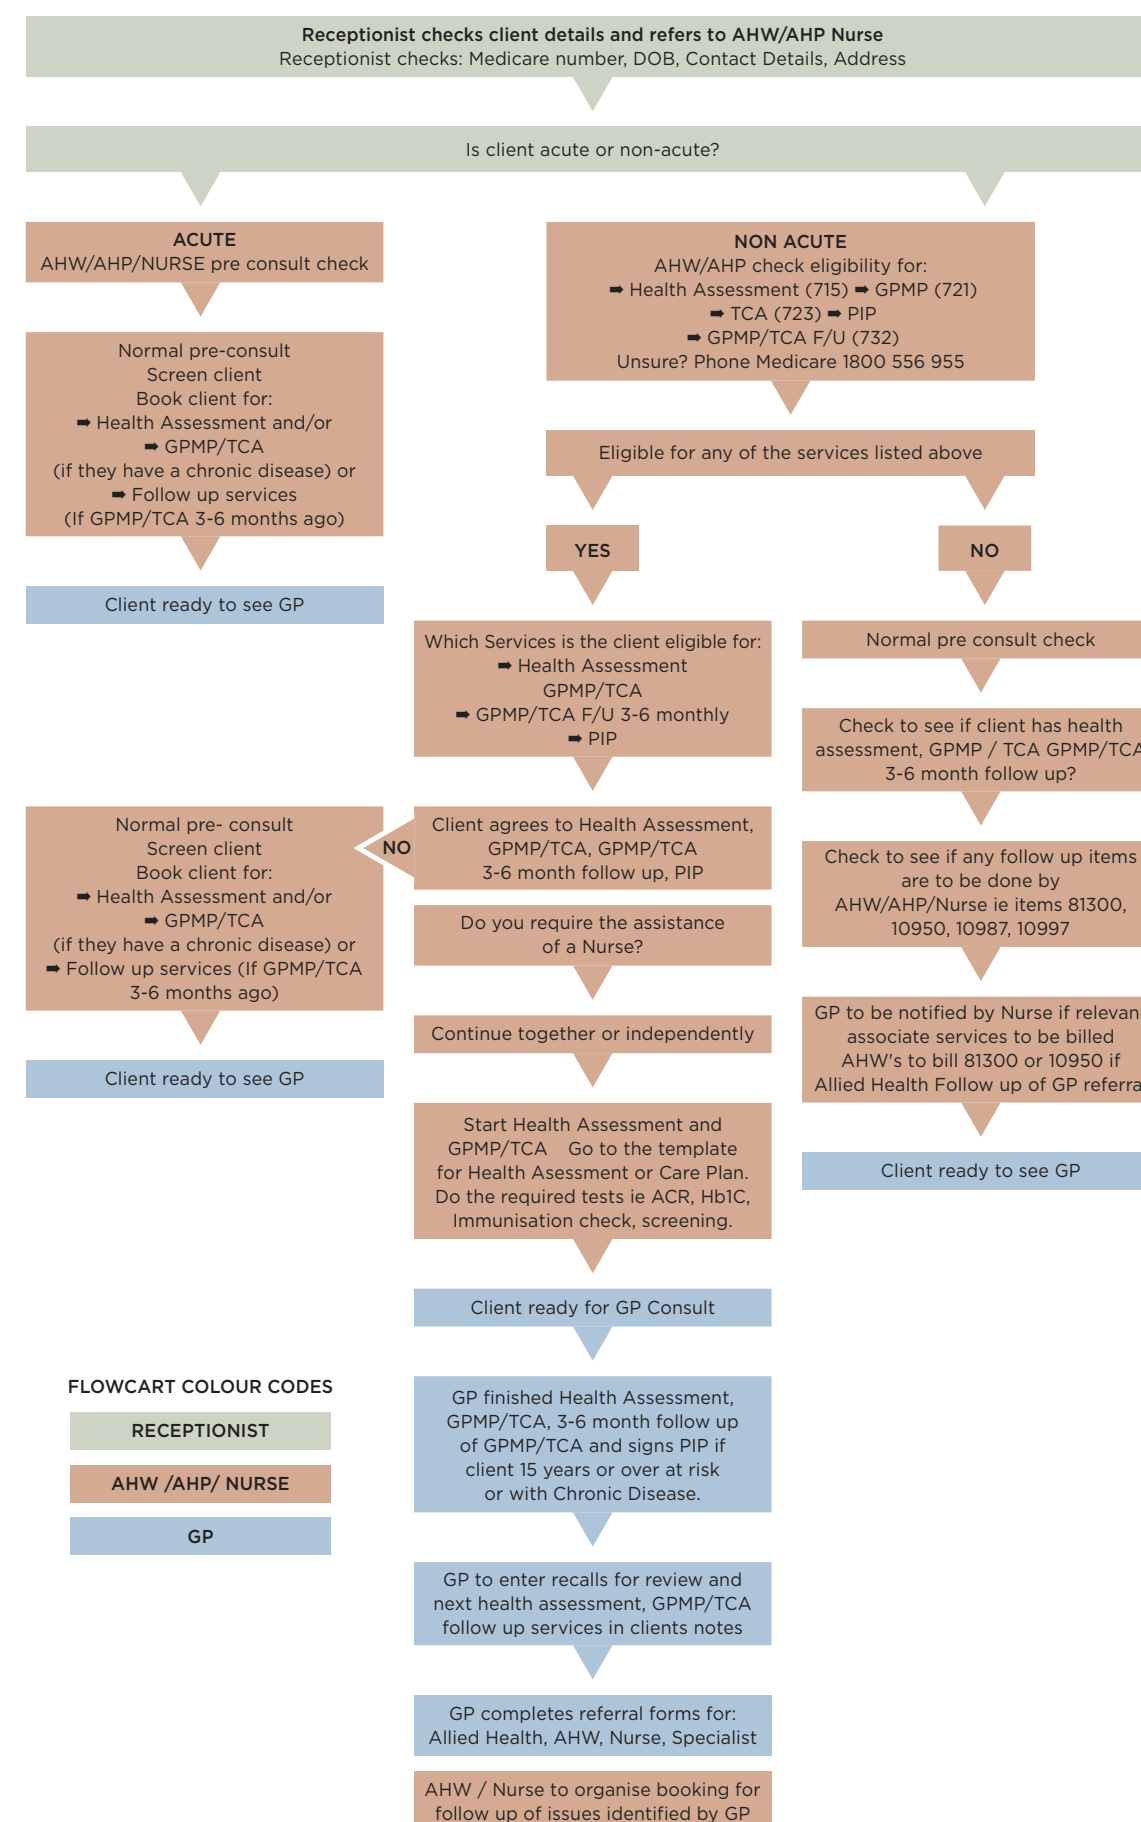 Receptionist checks client details and refers to AHW/AHP Nurse
Receptionist checks: Medicare number, DOB, Contact Details, Address
Is client acute or non-acute?
ACUTE
AHW/AHP/NURSE pre consult check
Normal pre-consult
Screen client
Book client for:
➡ Health Assessment and/or
➡ GPMP/TCA
(if they have a chronic disease) or
➡ Follow up services
(If GPMP/TCA 3-6 months ago)
Client ready to see GP
NON ACUTE
AHW/AHP check eligibility for:
➡ Health Assessment (715) ➡ GPMP (721)
➡ TCA (723) ➡ PIP
➡ GPMP/TCA F/U (732)
Unsure? Phone Medicare 1800 556 955
Eligible for any of the services listed above
YES
NO
Which Services is the client eligible for:
➡ Health Assessment
GPMP/TCA
➡ GPMP/TCA F/U 3-6 monthly
➡ PIP
Client agrees to Health Assessment,
GPMP/TCA, GPMP/TCA
3-6 month follow up, PIP
NO
Normal pre- consult
Screen client
Book client for:
➡ Health Assessment and/or
➡ GPMP/TCA
(if they have a chronic disease) or
➡ Follow up services (If GPMP/TCA
3-6 months ago)
Client ready to see GP
Do you require the assistance
of a Nurse?
Continue together or independently
Start Health Assessment and
GPMP/TCA Go to the template
for Health Asessment or Care Plan.
Do the required tests ie ACR, Hb1C,
Immunisation check, screening.
Client ready for GP Consult
GP finished Health Assessment,
GPMP/TCA, 3-6 month follow up
of GPMP/TCA and signs PIP if
client 15 years or over at risk
or with Chronic Disease.
GP to enter recalls for review and
next health assessment, GPMP/TCA
follow up services in clients notes
GP completes referral forms for:
Allied Health, AHW, Nurse, Specialist
AHW / Nurse to organise booking for
follow up of issues identified by GP
Normal pre consult check
Check to see if client has health
assessment, GPMP / TCA GPMP/TCA
3-6 month follow up?
Check to see if any follow up items
are to be done by
AHW/AHP/Nurse ie items 81300,
10950, 10987, 10997
GP to be notified by Nurse if relevant
associate services to be billed
AHW's to bill 81300 or 10950 if
Allied Health Follow up of GP referral
Client ready to see GP
FLOWCART COLOUR CODES
RECEPTIONIST
AHW /AHP/ NURSE
GP